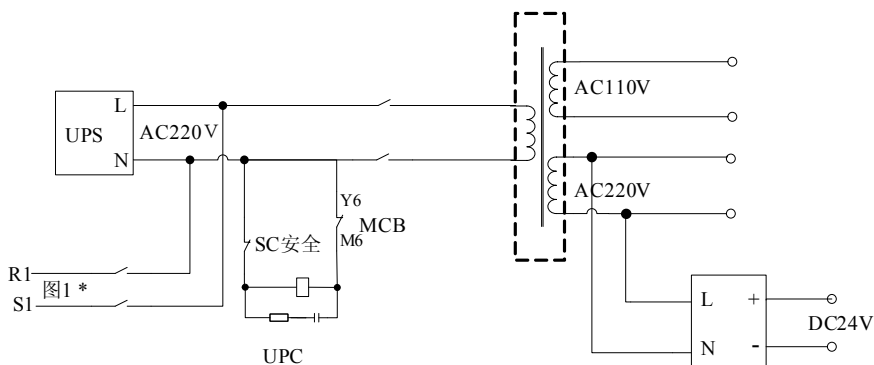 AC110V
L
UPS
AC220V
N
AC220V
Y6
MCB
SC安全
M6
R1
图1 *
S1
L
+
DC24V
N
-
UPC